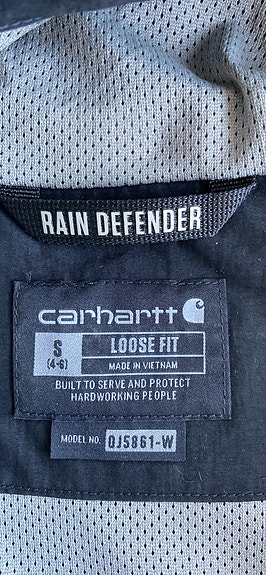 RAIN DEFENDER
carhartt
S
(4-6)
LOOSE FIT
MADE IN VIETNAM
BUILT TO SERVE AND PROTECT
HARDWORKING PEOPLE
MODEL NO. OJ5861-W